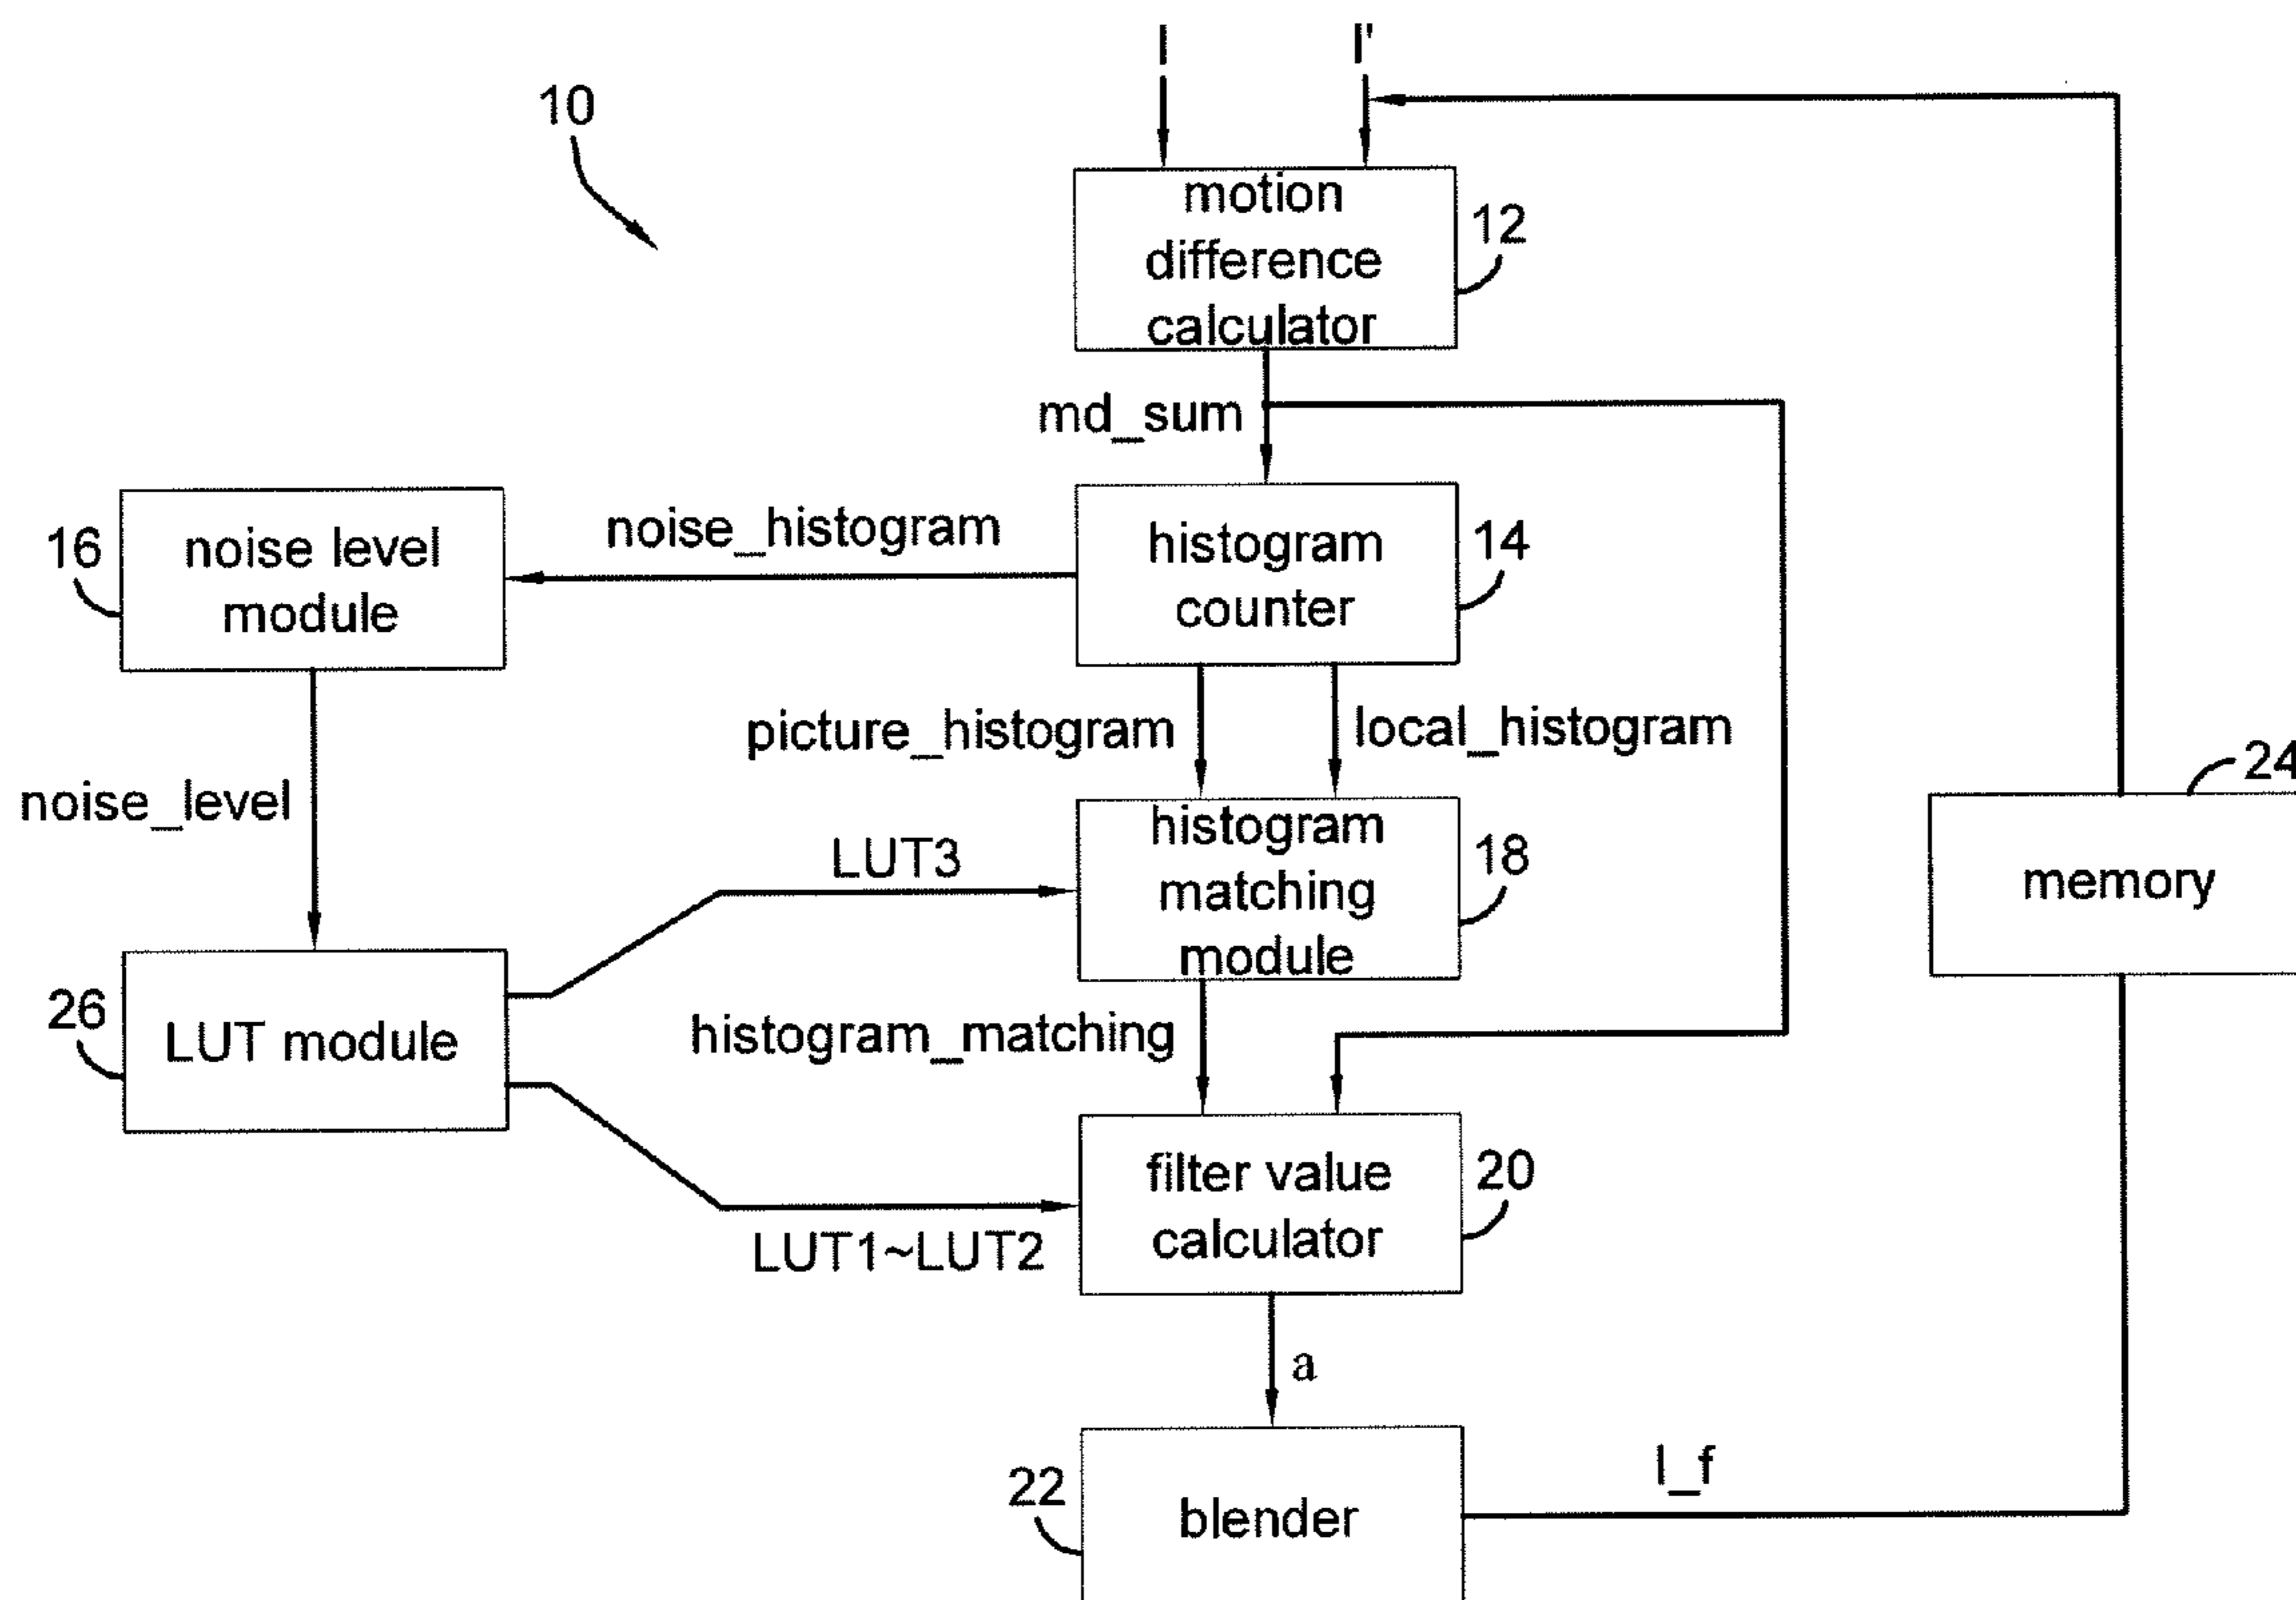 I
I'
10
motion
difference
calculator
12
md_sum
noise level
module
16
noise_histogram
histogram
counter
14
picture_histogram
local_histogram
noise_level
LUT3
histogram
matching
module
18
memory
24
26
LUT module
histogram_matching
filter value
calculator
20
LUT1~LUT2
a
22
blender
I_f